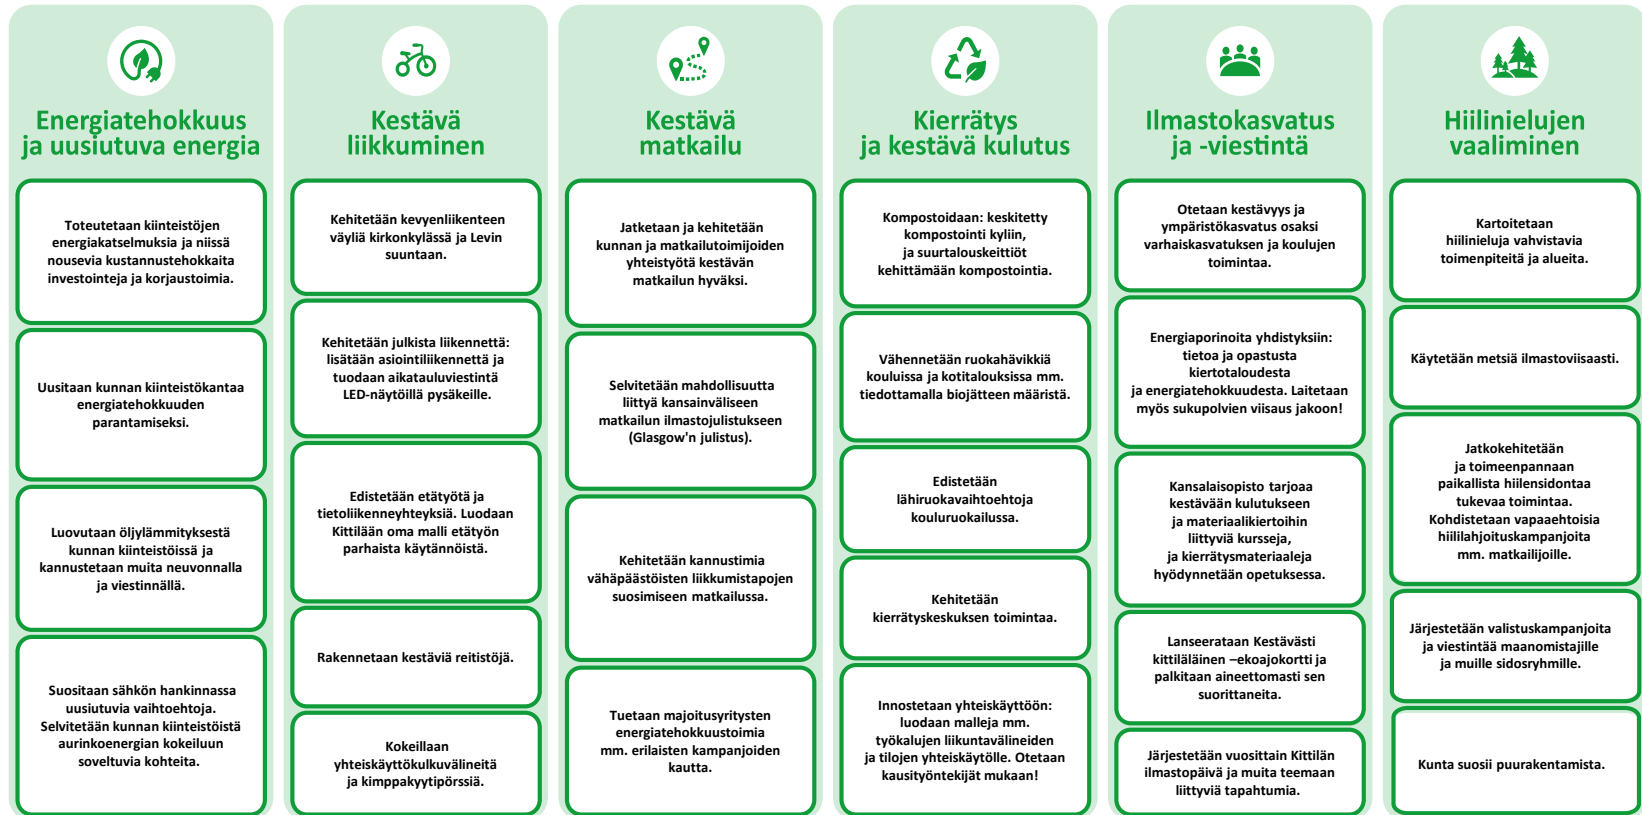 Energiatehokkuus
ja uusiutuva energia
Toteutetaan kiinteistöjen
energiakatselmuksia ja niissä
nousevia kustannustehokkaita
investointeja ja korjaustoimia.
Uusitaan kunnan kiinteistökantaa
energiatehokkuuden
parantamiseksi.
Luovutaan öljylämmityksestä
kunnan kiinteistöissä ja
kannustetaan muita neuvonnalla
ja viestinnällä.
Suositaan sähkön hankinnassa
uusiutuvia vaihtoehtoja.
Selvitetään kunnan kiinteistöistä
aurinkoenergian kokeiluun
soveltuvia kohteita.
Kestävä
liikkuminen
Kehitetään kevyenliikenteen
väyliä kirkonkylässä ja Levin
suuntaan.
Kehitetään julkista liikennettä:
lisätään asiointiliikennettä ja
tuodaan aikatauluviestintä
LED-näytöillä pysäkeille.
Edistetään etätyötä ja
tietoliikenneyhteyksiä. Luodaan
Kittilään oma malli etätyön
parhaista käytännöistä.
Rakennetaan kestäviä reitistöjä.
Kokeillaan
yhteiskäyttökulkuvälineitä
ja kimppakyytipörssiä.
Kestävä
matkailu
Jatketaan ja kehitetään
kunnan ja matkailutoimijoiden
yhteistyötä kestävän
matkailun hyväksi.
Selvitetään mahdollisuutta
liittyä kansainväliseen
matkailun ilmastojulistukseen
(Glasgow'n julistus).
Kehitetään kannustimia
vähäpäästöisten liikkumistapojen
suosimiseen matkailussa.
Tuetaan majoitusyritysten
energiatehokkuustoimia
mm. erilaisten kampanjoiden
kautta.
Kierrätys
ja kestävä kulutus
Kompostoidaan: keskitetty
kompostointi kyliin,
ja suurtalouskeittiöt
kehittämään kompostointia.
Vähennetään ruokahävikkiä
kouluissa ja kotitalouksissa mm.
tiedottamalla biojätteen määristä.
Edistetään
lähiruokavaihtoehtoja
kouluruokailussa.
Kehitetään
kierrätyskeskuksen toimintaa.
Innostetaan yhteiskäyttöön:
luodaan malleja mm.
työkalujen liikuntavälineiden
ja tilojen yhteiskäytölle. Otetaan
kausityöntekijät mukaan!
Ilmastokasvatus
ja -viestintä
Otetaan kestävyys ja
ympäristökasvatus osaksi
varhaiskasvatuksen ja koulujen
toimintaa.
Energiaporinoita yhdistyksiin:
tietoa ja opastusta
kiertotaloudesta
ja energiatehokkuudesta. Laitetaan
myös sukupolvien viisaus jakoon!
Kansalaisopisto tarjoaa
kestävään kulutukseen
ja materiaalikiertoihin
liittyviä kursseja,
ja kierrätysmateriaaleja
hyödynnetään opetuksessa.
Lanseerataan Kestävästi
kittiläläinen –ekoajokortti ja
palkitaan aineettomasti sen
suorittaneita.
Järjestetään vuosittain Kittilän
ilmastopäivä ja muita teemaan
liittyviä tapahtumia.
Hiilinielujen
vaaliminen
Kartoitetaan
hiilinieluja vahvistavia
toimenpiteitä ja alueita.
Käytetään metsiä ilmastoviisaasti.
Jatkokehitetään
ja toimeenpannaan
paikallista hiilensidontaa
tukevaa toimintaa.
Kohdistetaan vapaaehtoisia
hiililahjoituskampanjoita
mm. matkailijoille.
Järjestetään valistuskampanjoita
ja viestintää maanomistajille
ja muille sidosryhmille.
Kunta suosii puurakentamista.